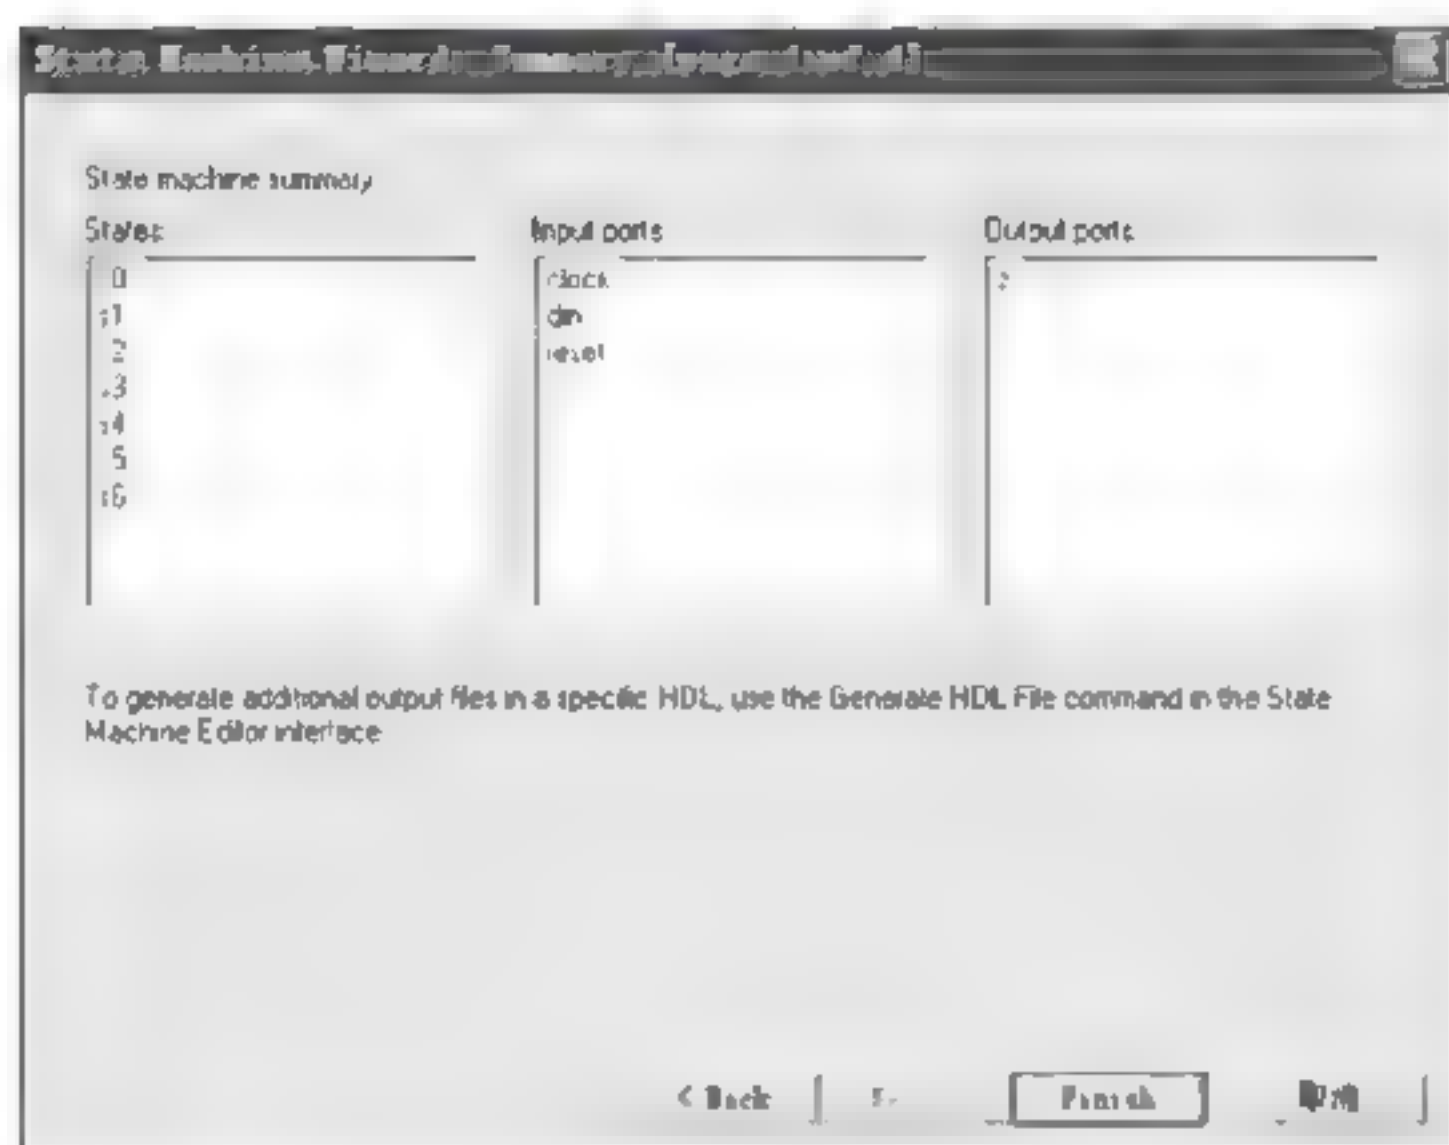 State machine summary
States
Input ports
Output ports
0
s1
2
s3
s4
5
s6
clock
din
reset
To generate additional output files in a specific HDL, use the Generate HDL File command in the State
Machine Editor interface
< Back
Finish
取消